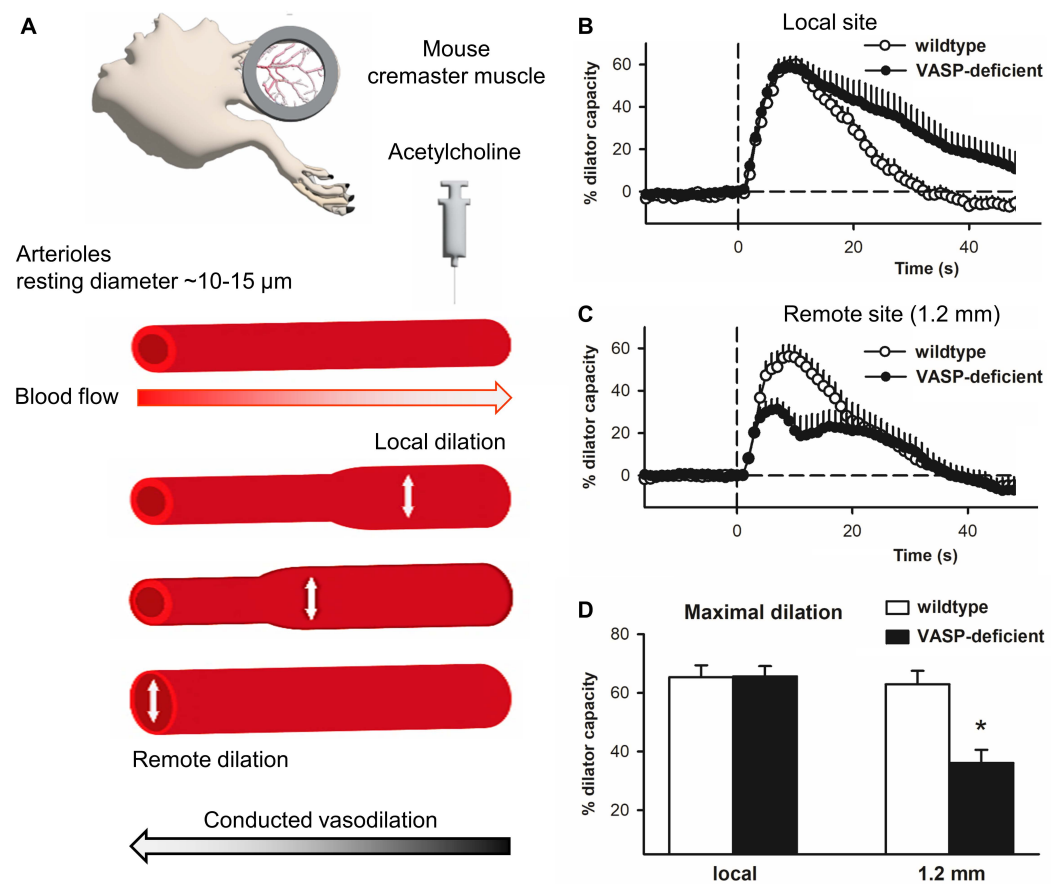 A
Mouse
cremaster muscle
Acetylcholine
Arterioles
resting diameter ~10-15 µm
Blood flow
Local dilation
Remote dilation
Conducted vasodilation
B
Local site
wildtype
VASP-deficient
% dilator capacity
60
40
20
0
0
20
40
Time (s)
C
Remote site (1.2 mm)
wildtype
VASP-deficient
% dilator capacity
60
40
20
0
0
20
40
Time (s)
D
Maximal dilation
wildtype
VASP-deficient
% dilator capacity
80
60
40
20
*
local
1.2 mm